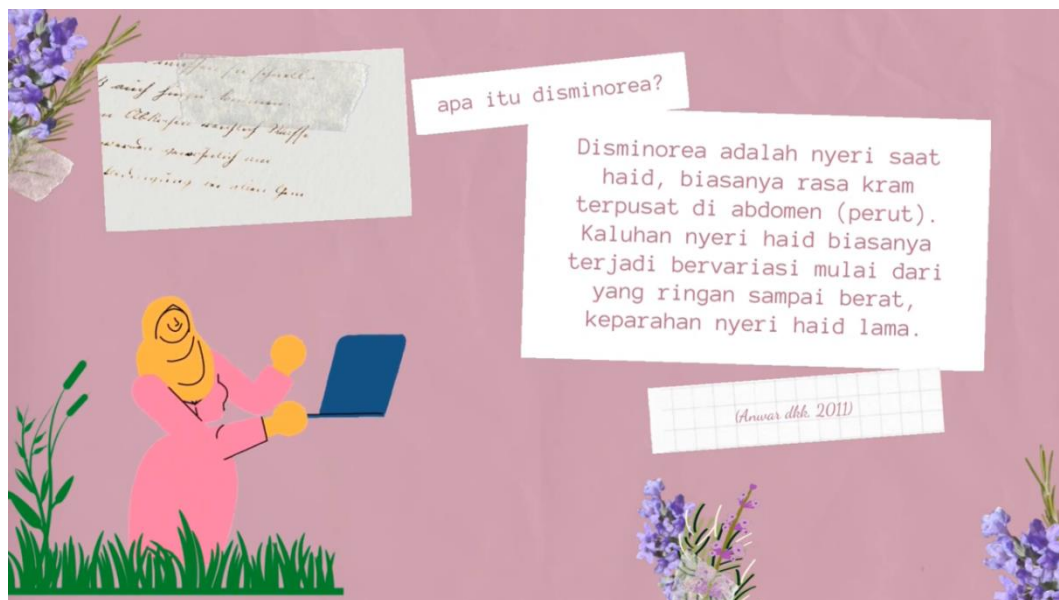 apa itu disminorea?
Disminorea adalah nyeri saat
haid, biasanya rasa kram
terpusat di abdomen (perut).
Kaluhan nyeri haid biasanya
terjadi bervariasi mulai dari
yang ringan sampai berat,
keparahan nyeri haid lama.
(Anwar dkk. 2011)